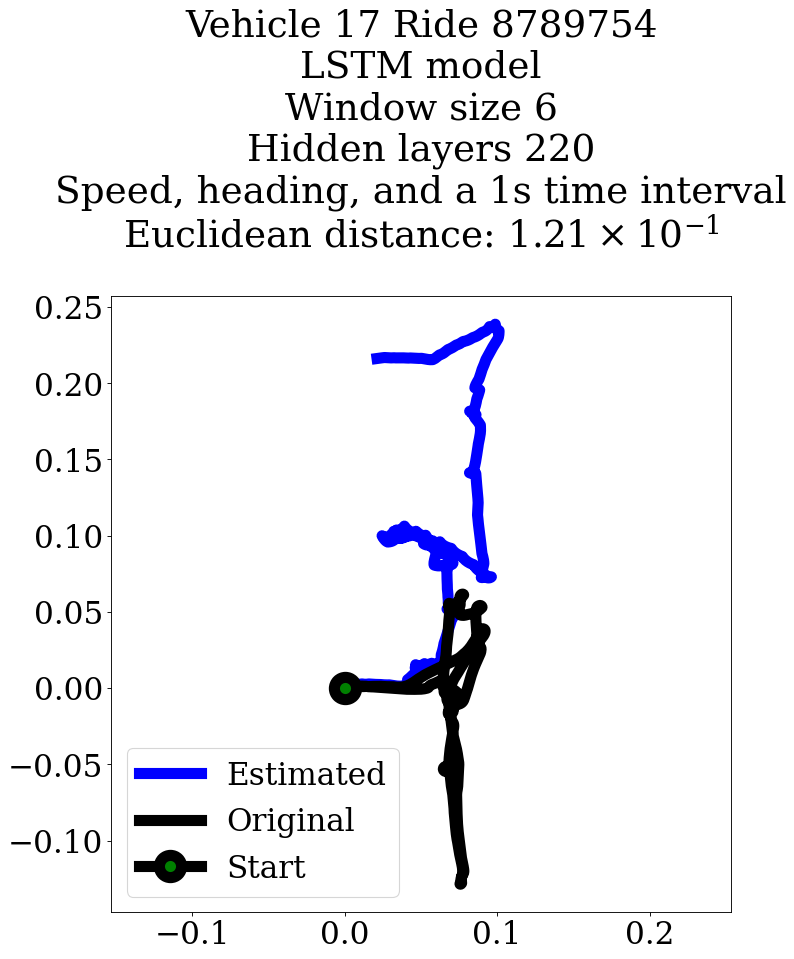 Vehicle 17 Ride 8789754
LSTM model
Window size 6
Hidden layers 220
Speed, heading, and a 1s time interval
Euclidean distance: 1.21 × 10⁻¹
0.25
0.20
0.15
0.10
0.05
0.00
−0.05
−0.10
Estimated
Original
Start
−0.1 0.0 0.1 0.2